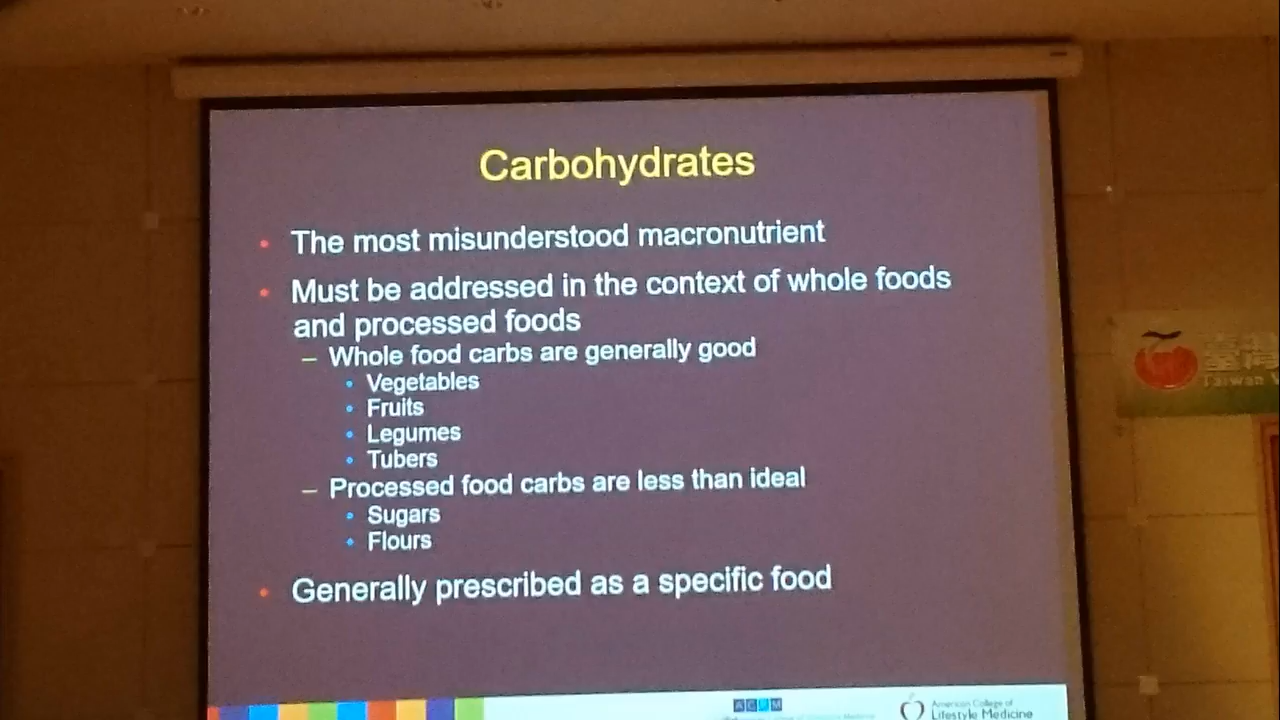 Carbohydrates
• The most misunderstood macronutrient
• Must be addressed in the context of whole foods
and processed foods
– Whole food carbs are generally good
• Vegetables
• Fruits
• Legumes
• Tubers
– Processed food carbs are less than ideal
• Sugars
• Flours
• Generally prescribed as a specific food
ACPM
American College of
Lifestyle Medicine
Taiwan